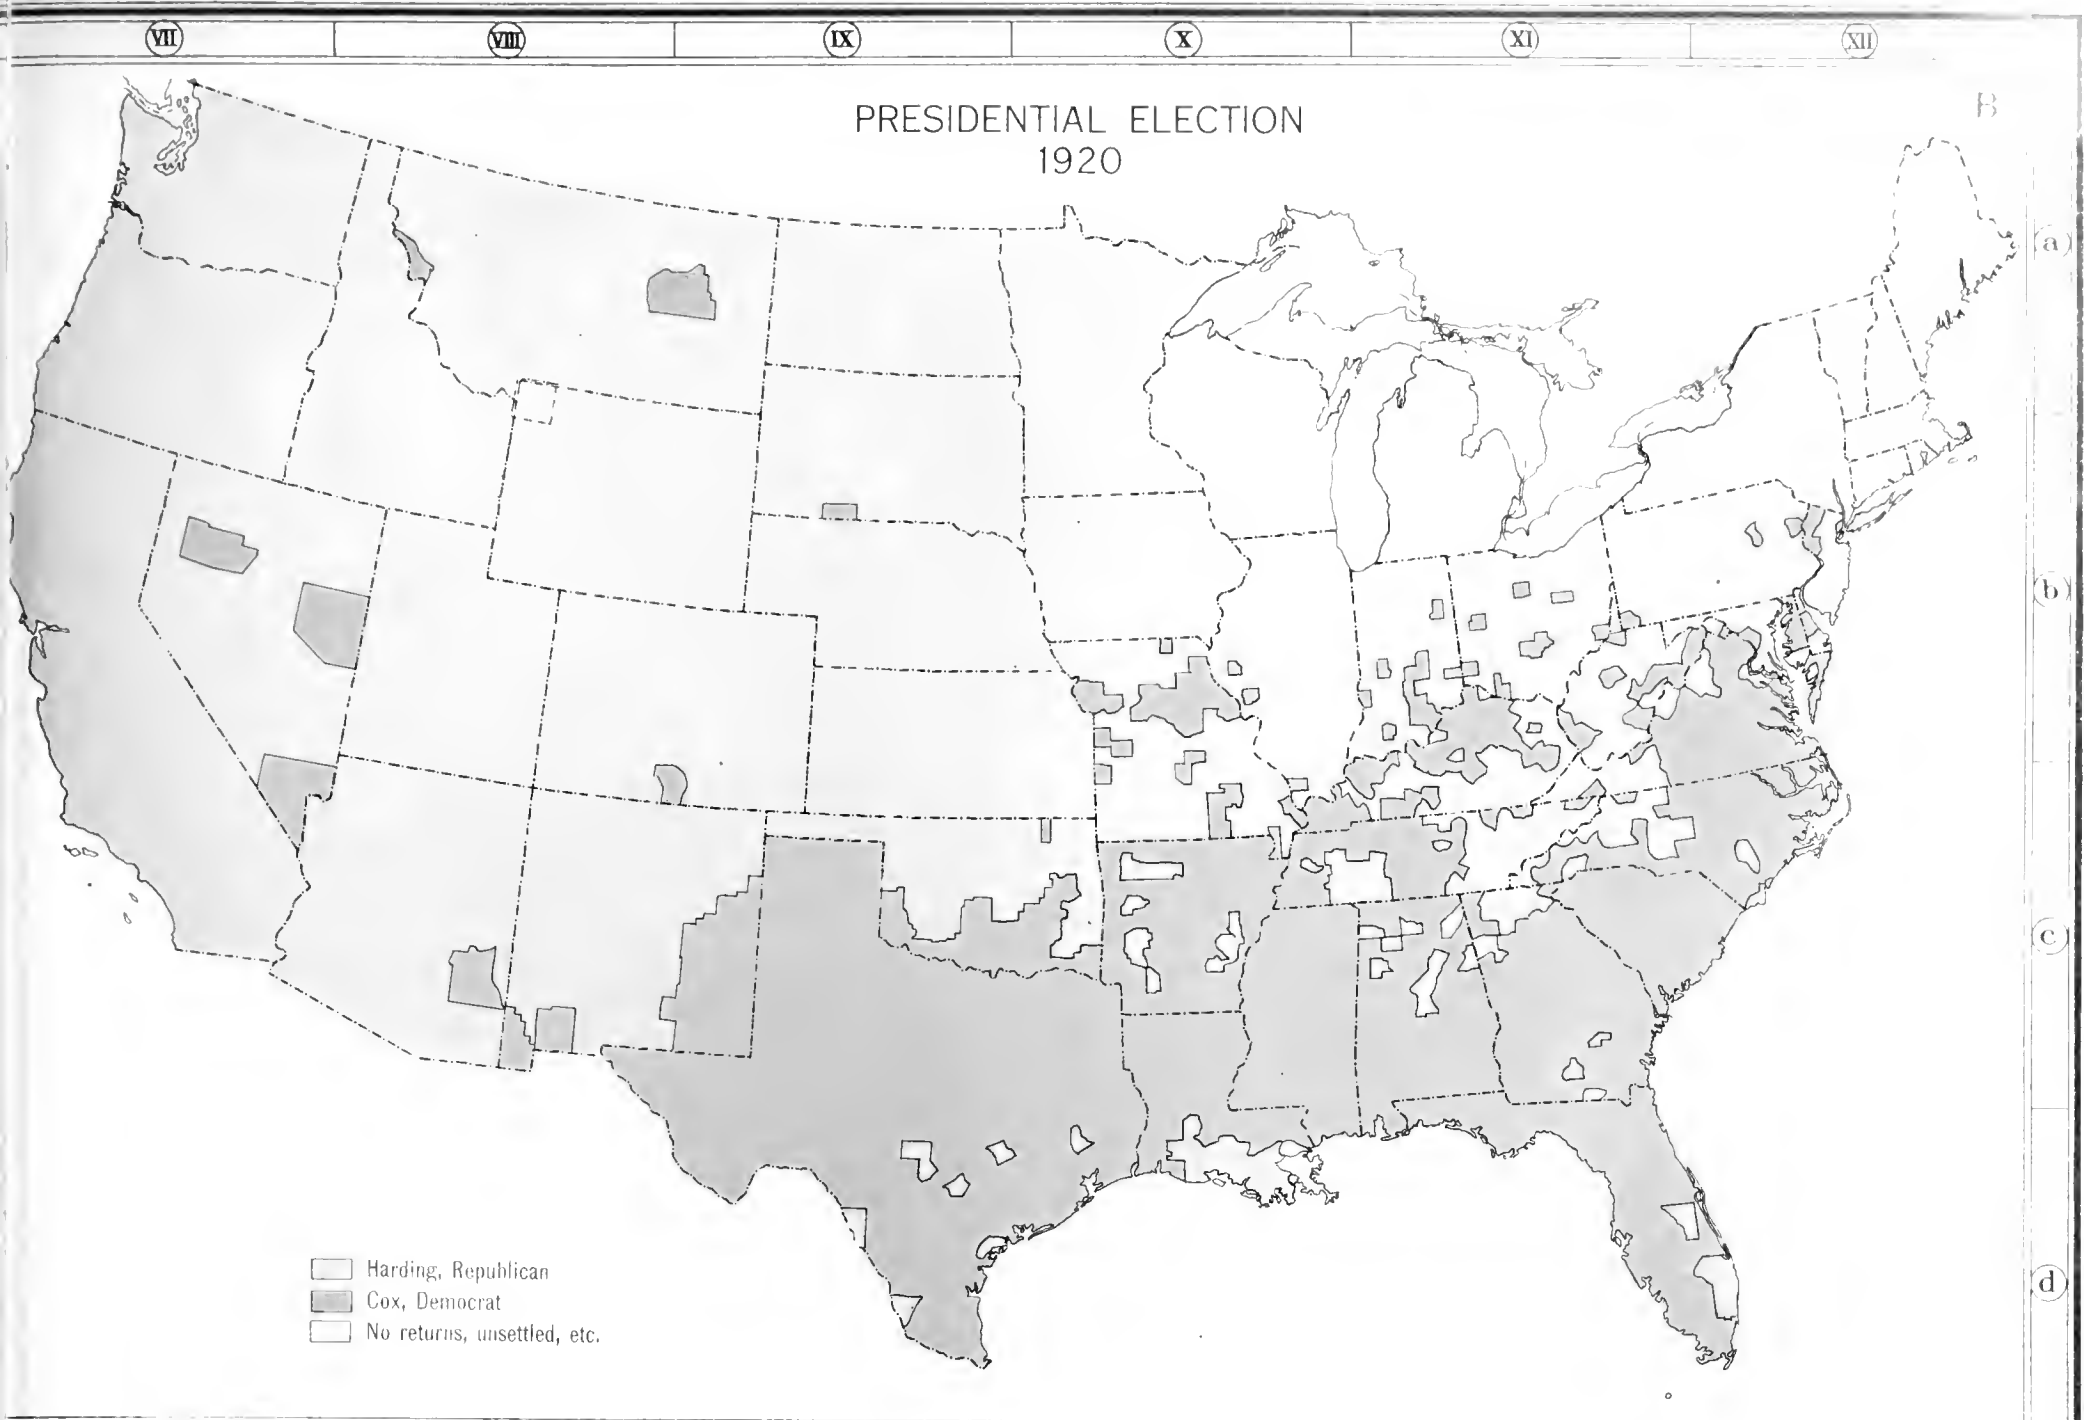 VII VIII IX X XI XII
B
PRESIDENTIAL ELECTION
1920
(a)
(b)
(c)
(d)
Harding, Republican
Cox, Democrat
No returns, unsettled, etc.